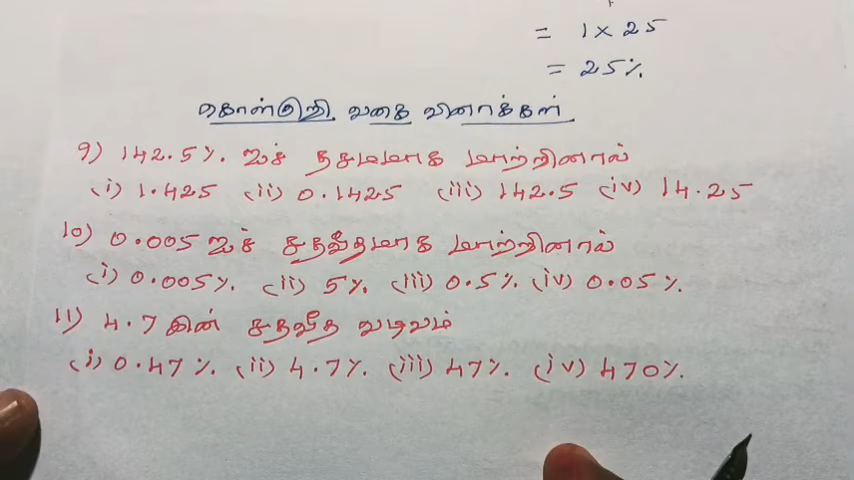 = 1 × 25
= 25%
கொள்குறி வகை வினாக்கள்
9) 142.5% ஐச் தசமமாக மாற்றினால்
(i) 1.425 (ii) 0.1425 (iii) 142.5 (iv) 14.25
10) 0.005 ஐச் சதவீதமாக மாற்றினால்
(i) 0.005% (ii) 5% (iii) 0.5% (iv) 0.05%
11) 4.7 இன் சதவீத வடிவம்
(i) 0.47% (ii) 4.7% (iii) 47% (iv) 470%